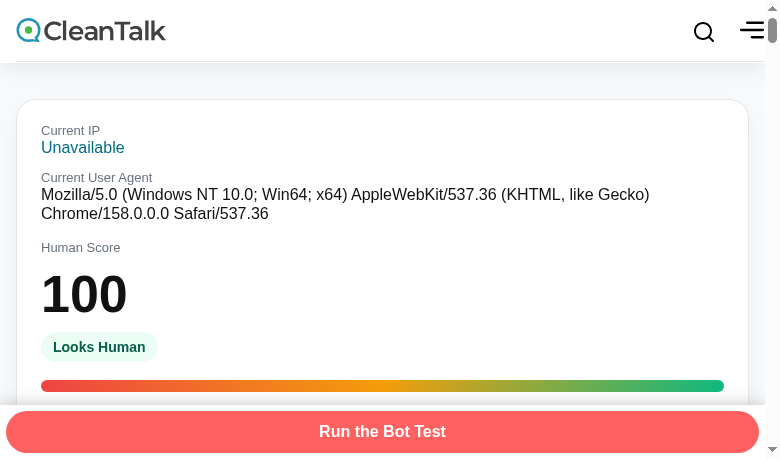 CleanTalk
Current IP
Unavailable
Current User Agent
Mozilla/5.0 (Windows NT 10.0; Win64; x64) AppleWebKit/537.36 (KHTML, like Gecko)
Chrome/158.0.0.0 Safari/537.36
Human Score
100
Looks Human
Run the Bot Test